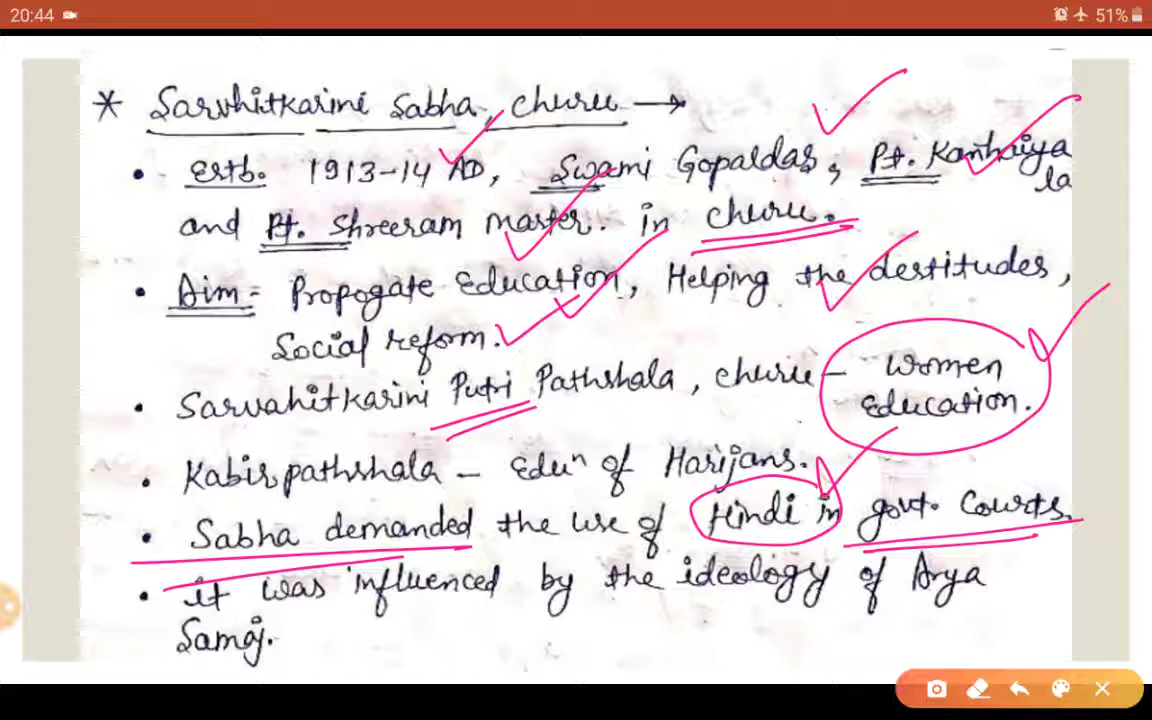 20:44 51%
* Sarvhitkarini Sabha, Churu →
• Estb. 1913-14 AD, Swami Gopaldas, Pt. Kanhaiya
la
and Pt. Shreeram Master. in Churu.
• Aim - Propogate Education, Helping the destitudes,
Social reform.
• Sarvahitkarini Putri Pathshala, Churu - Women
Education.
• Kabir pathshala - Eduⁿ of Harijans.
• Sabha demanded the use of Hindi in govt. Courts.
• it was influenced by the ideology of Arya
Samaj.